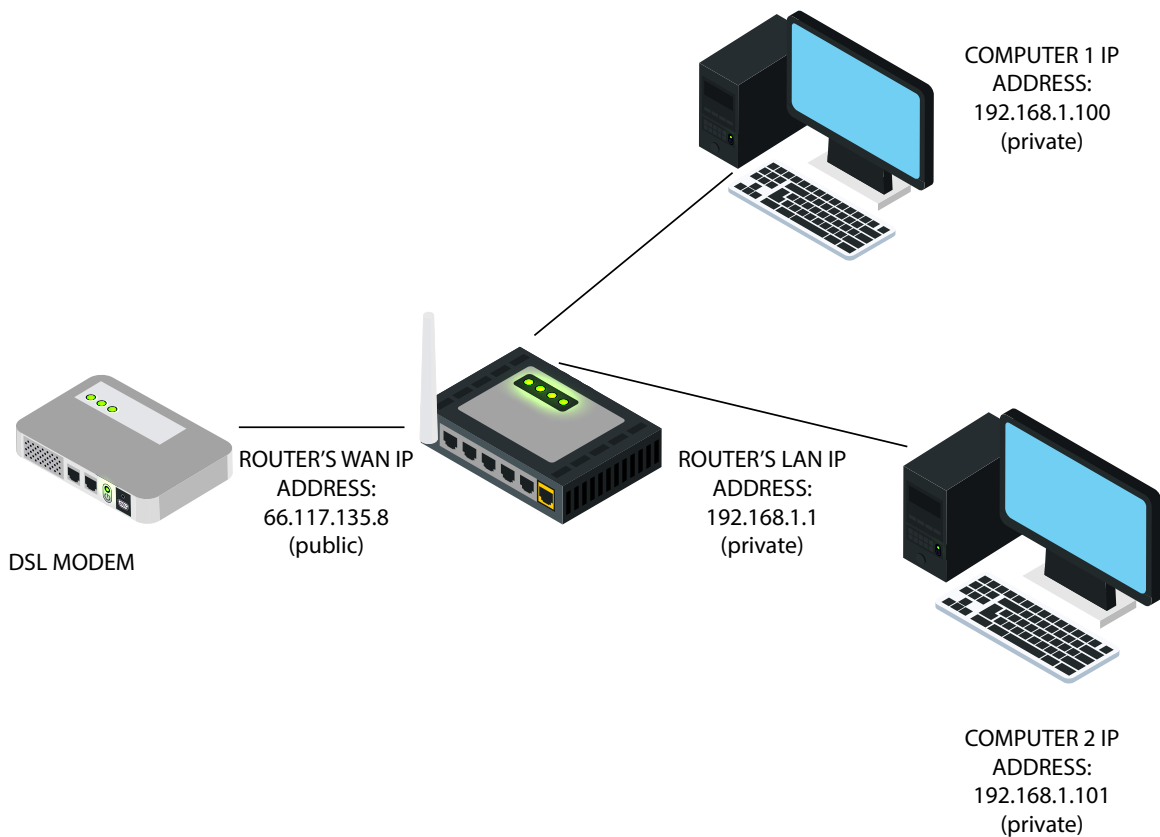 COMPUTER 1 IP
ADDRESS:
192.168.1.100
(private)
ROUTER’S WAN IP
ADDRESS:
66.117.135.8
(public)
ROUTER’S LAN IP
ADDRESS:
192.168.1.1
(private)
DSL MODEM
COMPUTER 2 IP
ADDRESS:
192.168.1.101
(private)